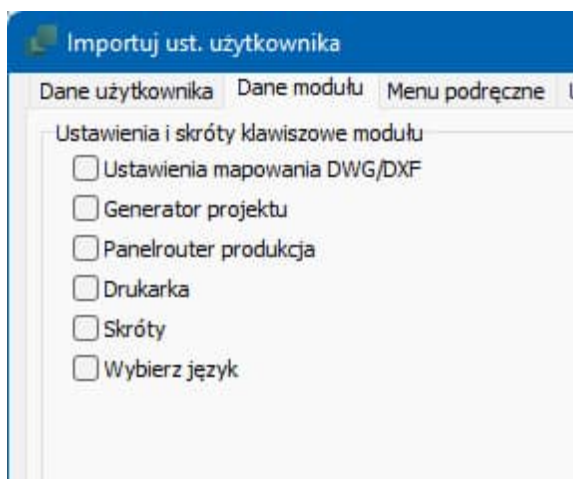 Importuj ust. użytkownika
Dane użytkownika Dane modułu Menu podręczne
Ustawienia i skróty klawiszowe modułu
Ustawienia mapowania DWG/DXF
Generator projektu
Panelrouter produkcja
Drukarka
Skróty
Wybierz język